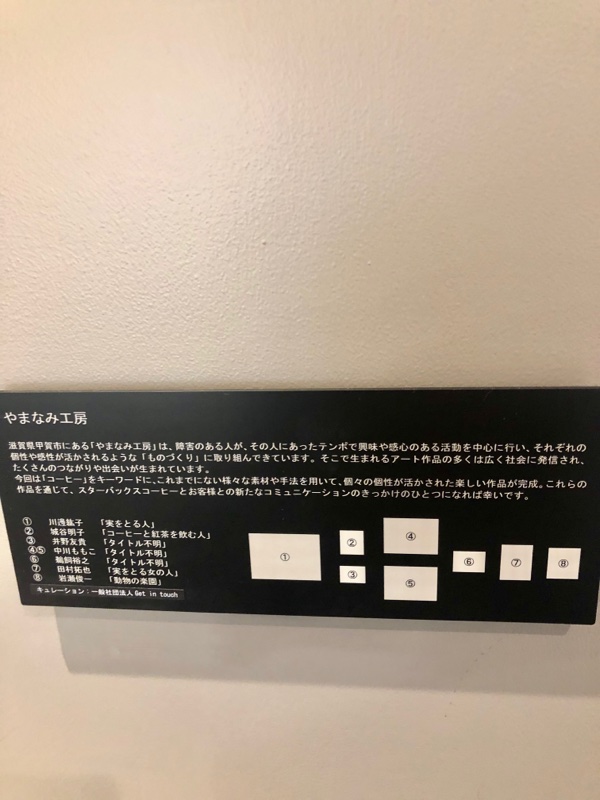 やまなみ工房
滋賀県甲賀市にある「やまなみ工房」は、障害のある人が、その人にあったテンポで興味や感心のある活動を中心に行い、それぞれの
個性や感性が活かされるような「ものづくり」に取り組んできています。そこで生まれるアート作品の多くは広く社会に発信され、
たくさんのつながりや出会いが生まれています。
今回は「コーヒー」をキーワードに、これまでにない様々な素材や手法を用いて、個々の個性が活かされた楽しい作品が完成。これらの
作品を通じて、スターバックスコーヒーとお客様との新たなコミュニケーションのきっかけのひとつになれば幸いです。
① 川邊紘子 「実をとる人」
② 城谷明子 「コーヒーと紅茶を飲む人」
③ 井野友貴 「タイトル不明」
④⑤ 中川ももこ 「タイトル不明」
⑥ 鵜飼裕之 「タイトル不明」
⑦ 田村拓也 「実をとる女の人」
⑧ 岩瀬俊一 「動物の楽園」
キュレーション：一般社団法人 Get in touch
①
②
③
④
⑤
⑥
⑦
⑧